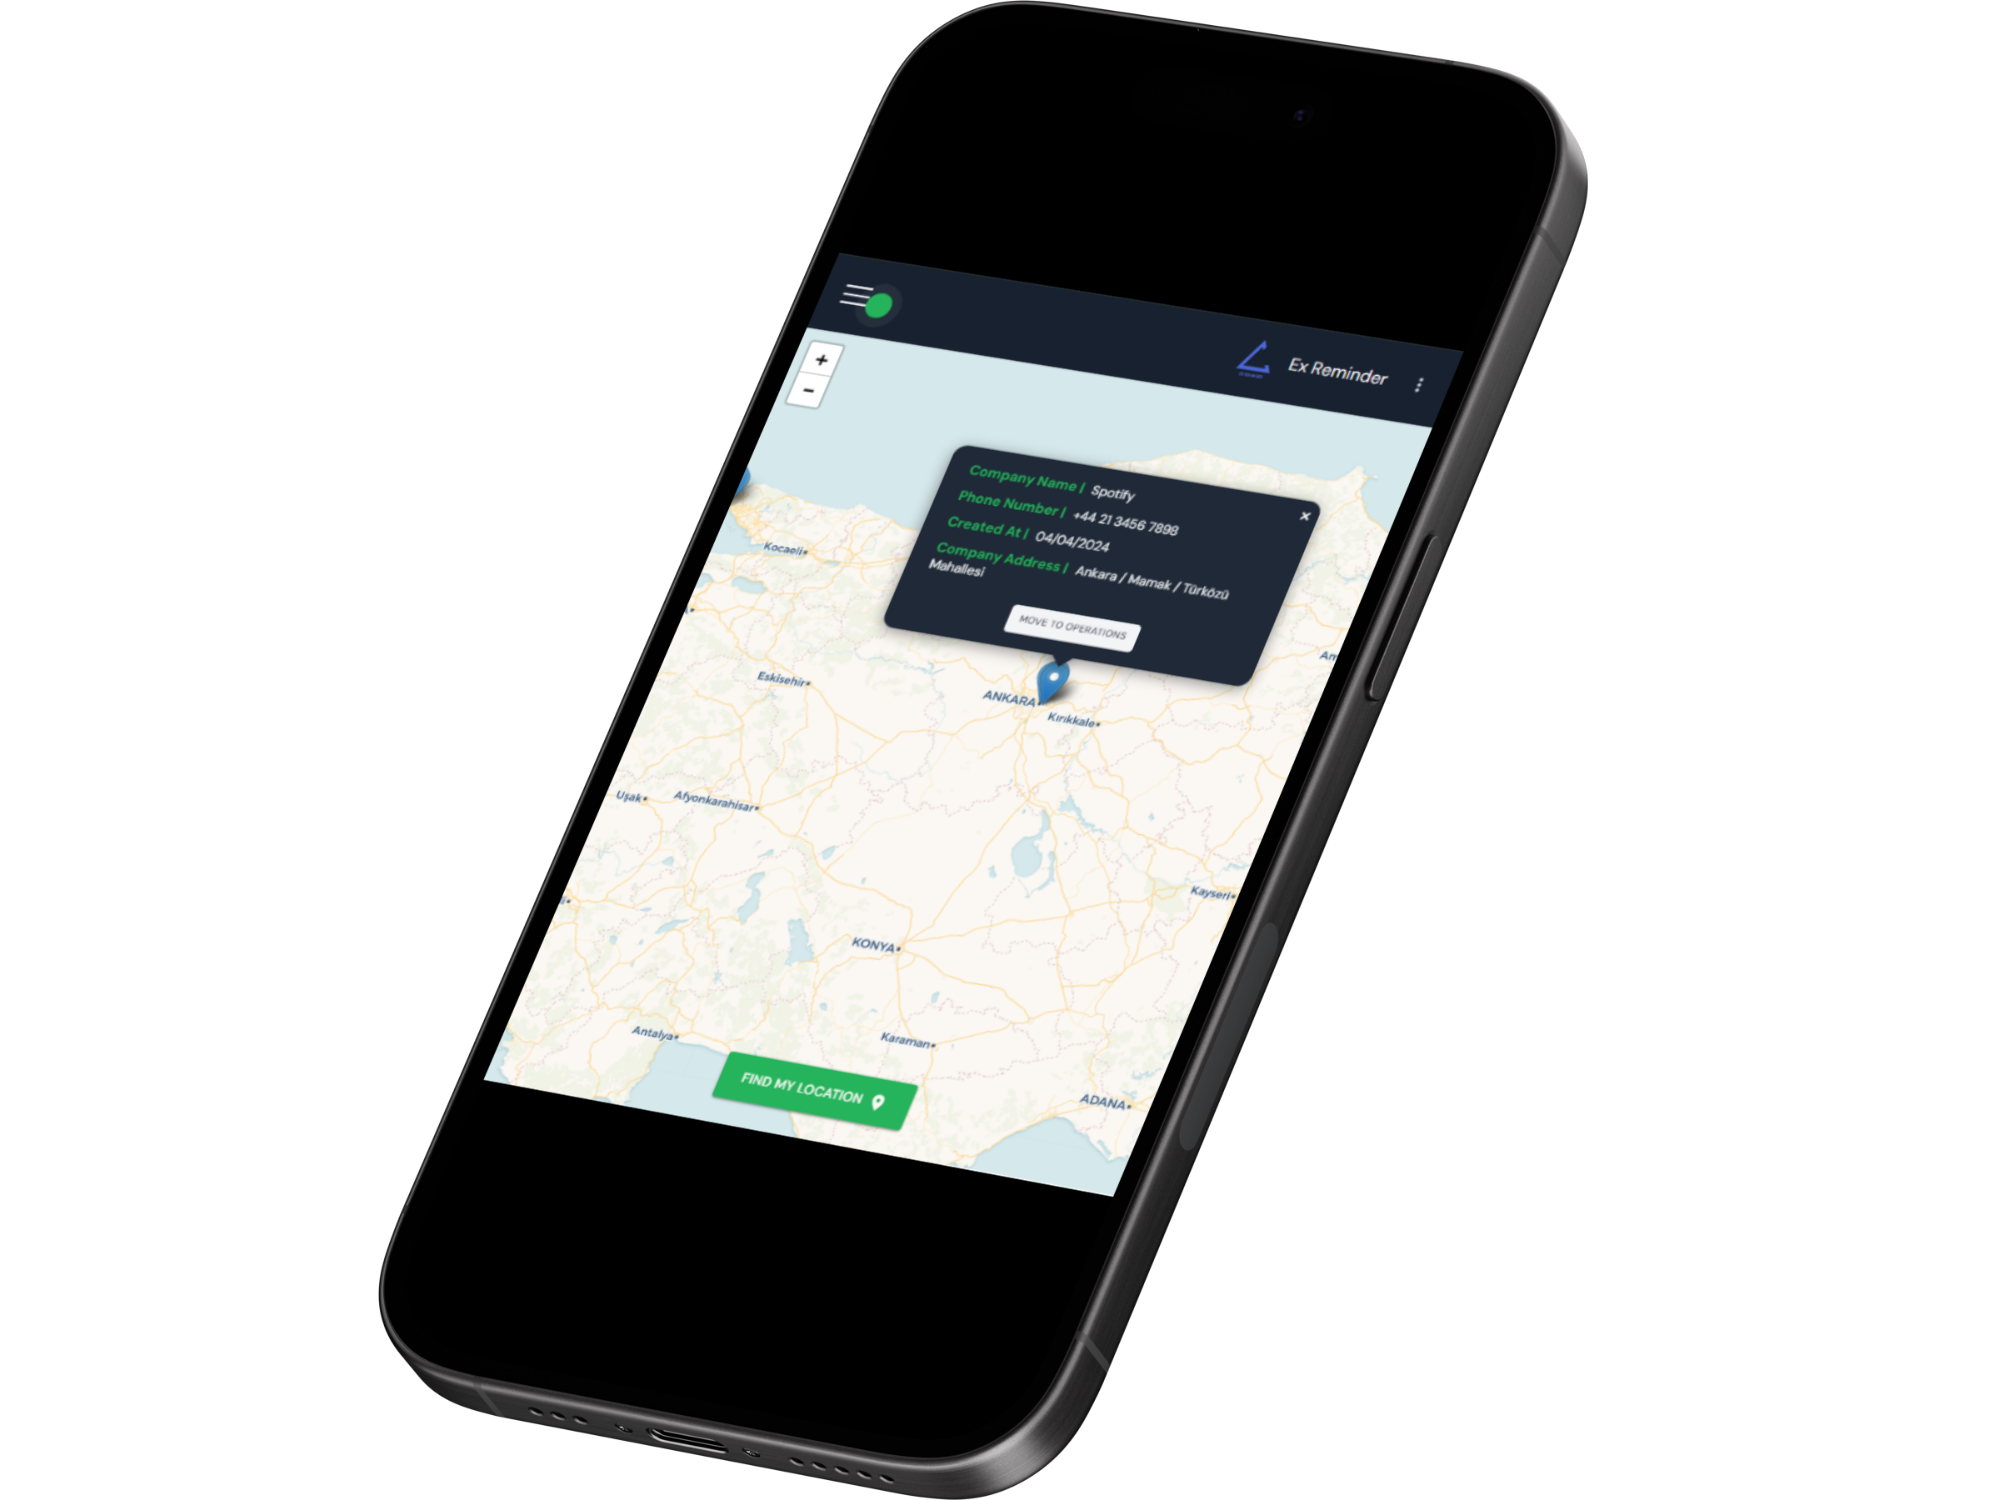 Ex Reminder
+
−
Company Name | Spotify
Phone Number | +44 21 3456 7898
Created At | 04/04/2024
Company Address | Ankara / Mamak / Türközü
Mahallesi
MOVE TO OPERATIONS
Kocaeli
Eskisehir
ANKARA
Kırıkkale
Am
Uşak
Afyonkarahisar
Kayseri
KONYA
Antalya
Karaman
ADANA
FIND MY LOCATION